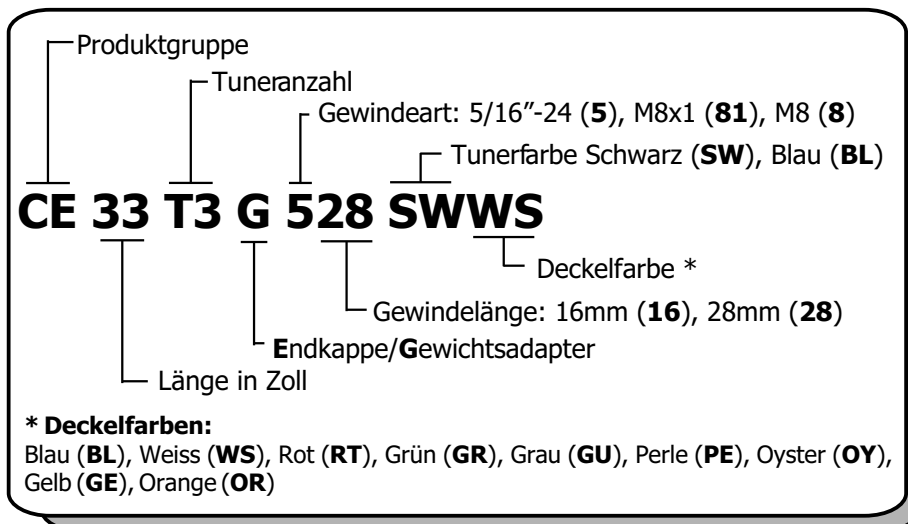 Produktgruppe
Tuneranzahl
Gewindeart: 5/16”-24 (5), M8x1 (81), M8 (8)
Tunerfarbe Schwarz (SW), Blau (BL)
CE 33 T3 G 528 SWWS
Deckelfarbe *
Gewindelänge: 16mm (16), 28mm (28)
Endkappe/Gewichtsadapter
Länge in Zoll
* Deckelfarben:
Blau (BL), Weiss (WS), Rot (RT), Grün (GR), Grau (GU), Perle (PE), Oyster (OY),
Gelb (GE), Orange (OR)